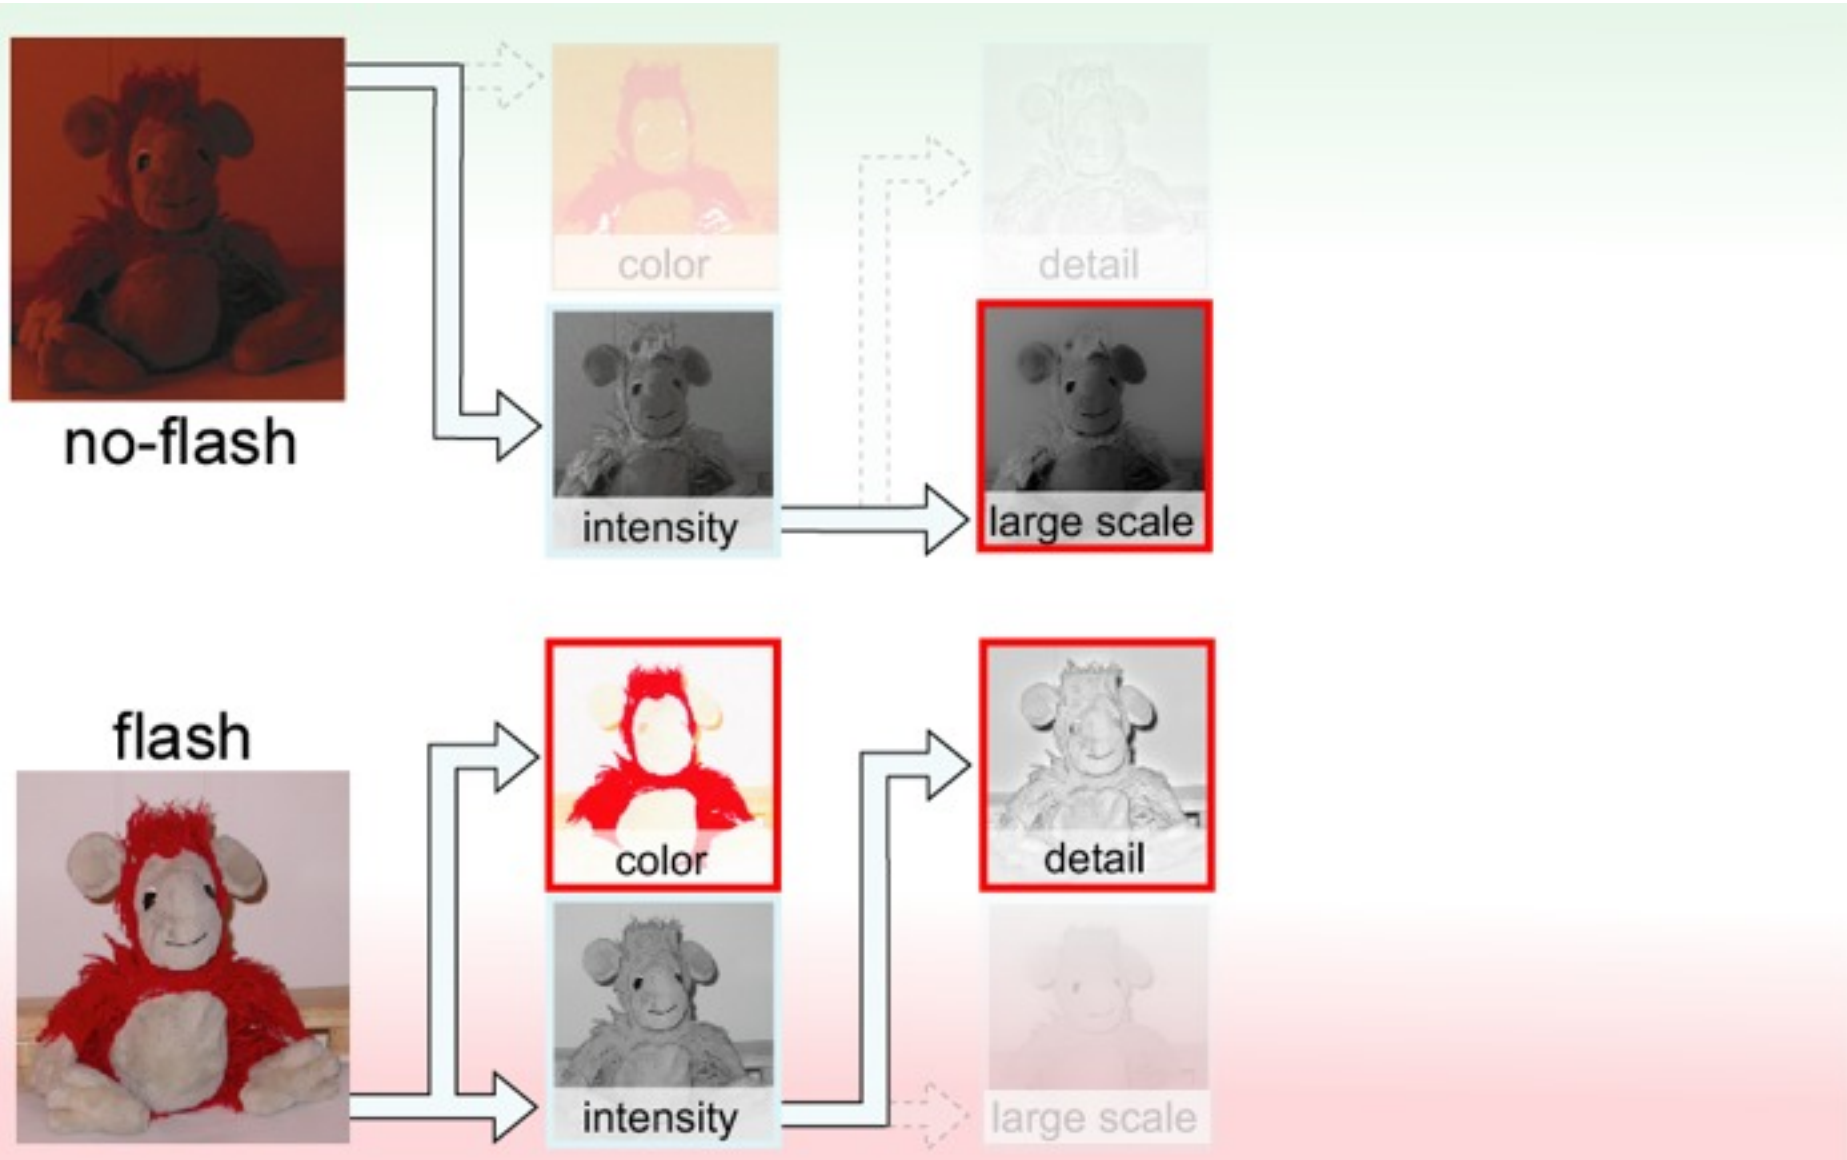 color
detail
no-flash
intensity
large scale
flash
color
detail
intensity
large scale